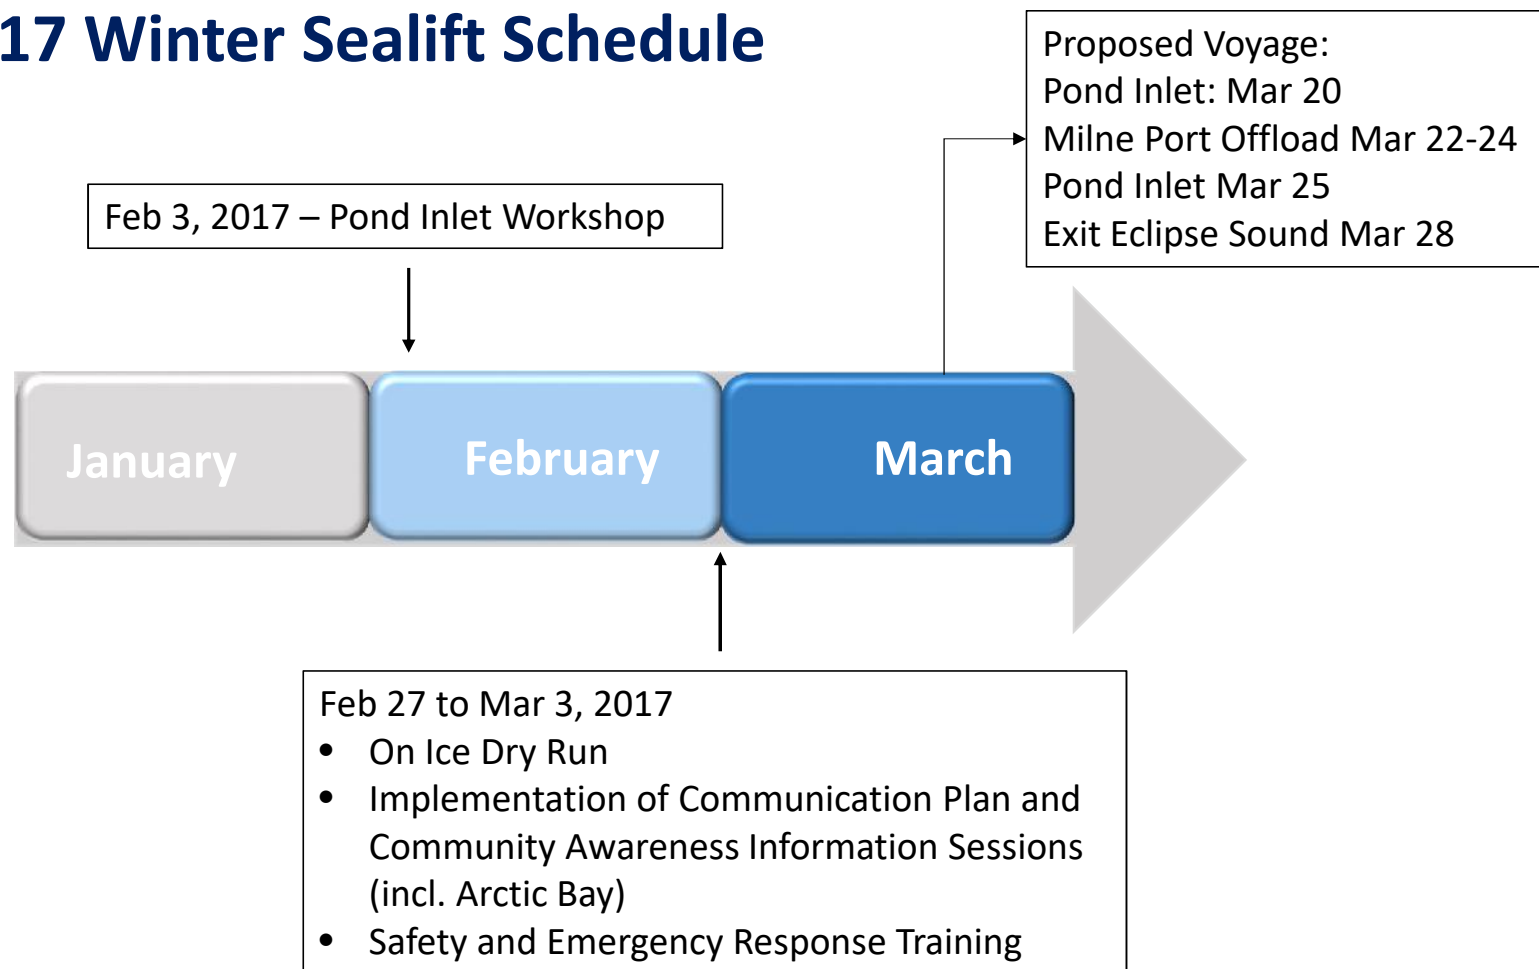 17 Winter Sealift Schedule
Proposed Voyage:
Pond Inlet: Mar 20
Milne Port Offload Mar 22-24
Pond Inlet Mar 25
Exit Eclipse Sound Mar 28
Feb 3, 2017 – Pond Inlet Workshop
January
February
March
Feb 27 to Mar 3, 2017
• On Ice Dry Run
• Implementation of Communication Plan and
Community Awareness Information Sessions
(incl. Arctic Bay)
• Safety and Emergency Response Training